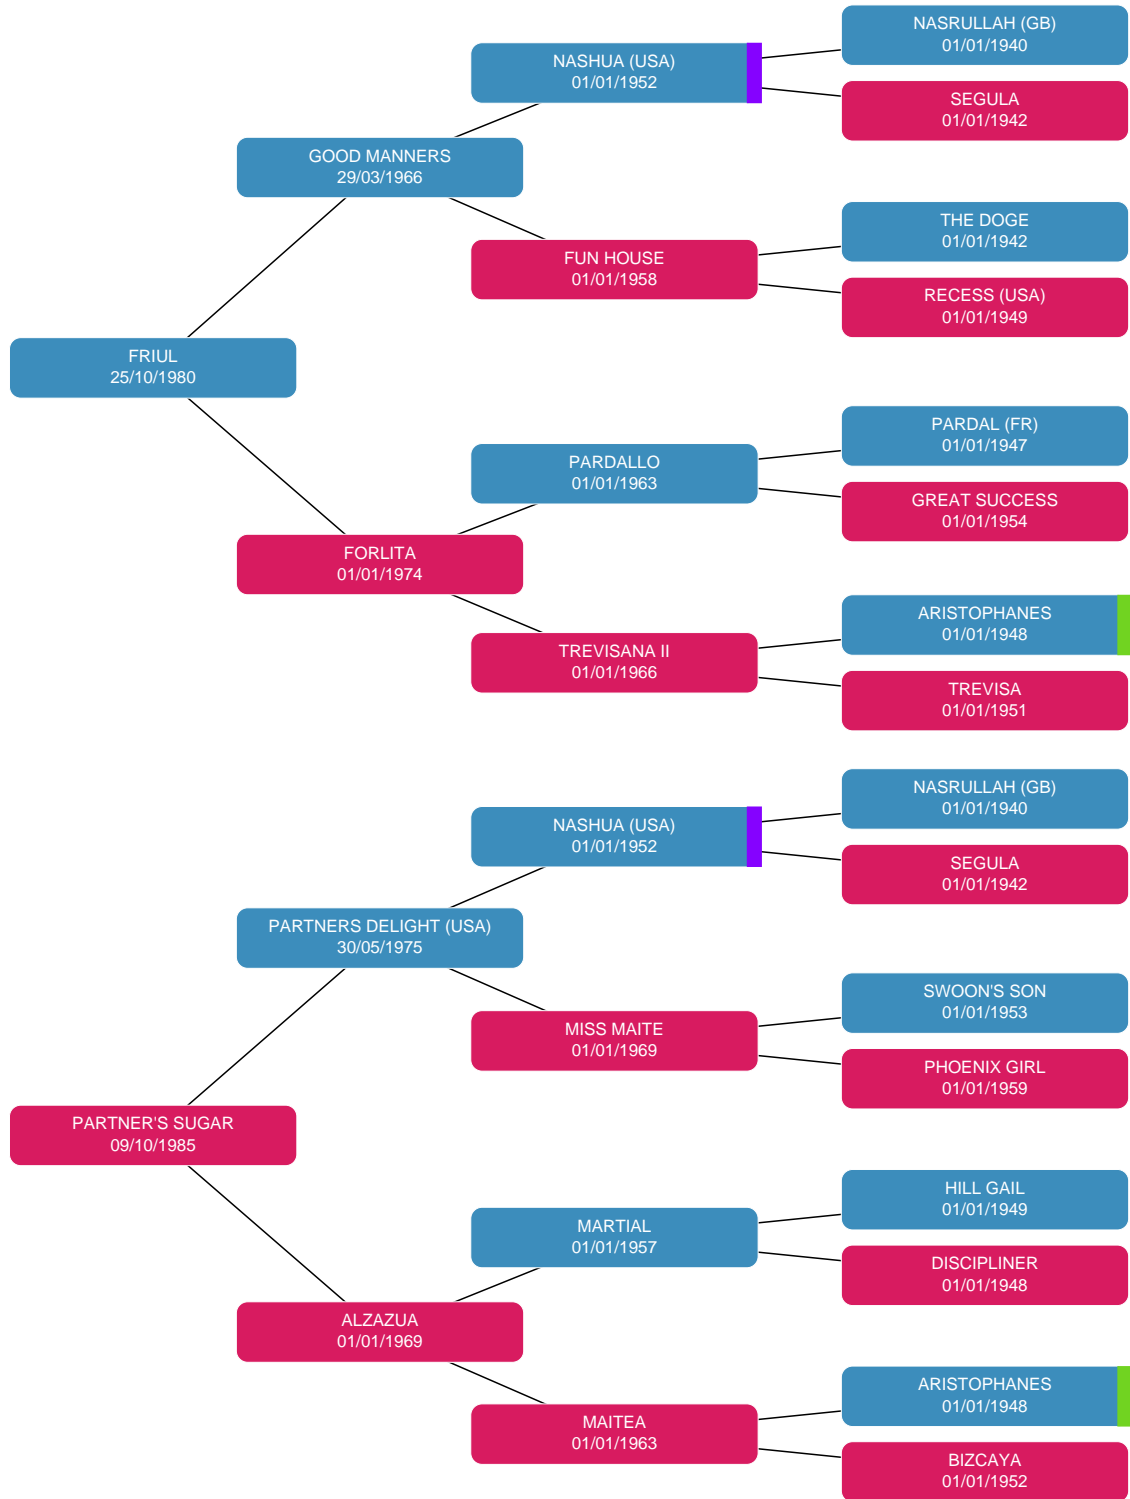 NASRULLAH (GB)
01/01/1940
NASHUA (USA)
01/01/1952
SEGULA
01/01/1942
GOOD MANNERS
29/03/1966
THE DOGE
01/01/1942
FUN HOUSE
01/01/1958
RECESS (USA)
01/01/1949
FRIUL
25/10/1980
PARDAL (FR)
01/01/1947
PARDALLO
01/01/1963
GREAT SUCCESS
01/01/1954
FORLITA
01/01/1974
ARISTOPHANES
01/01/1948
TREVISANA II
01/01/1966
TREVISA
01/01/1951
NASRULLAH (GB)
01/01/1940
NASHUA (USA)
01/01/1952
SEGULA
01/01/1942
PARTNERS DELIGHT (USA)
30/05/1975
SWOON'S SON
01/01/1953
MISS MAITE
01/01/1969
PHOENIX GIRL
01/01/1959
PARTNER'S SUGAR
09/10/1985
HILL GAIL
01/01/1949
MARTIAL
01/01/1957
DISCIPLINER
01/01/1948
ALZAZUA
01/01/1969
ARISTOPHANES
01/01/1948
MAITEA
01/01/1963
BIZCAYA
01/01/1952